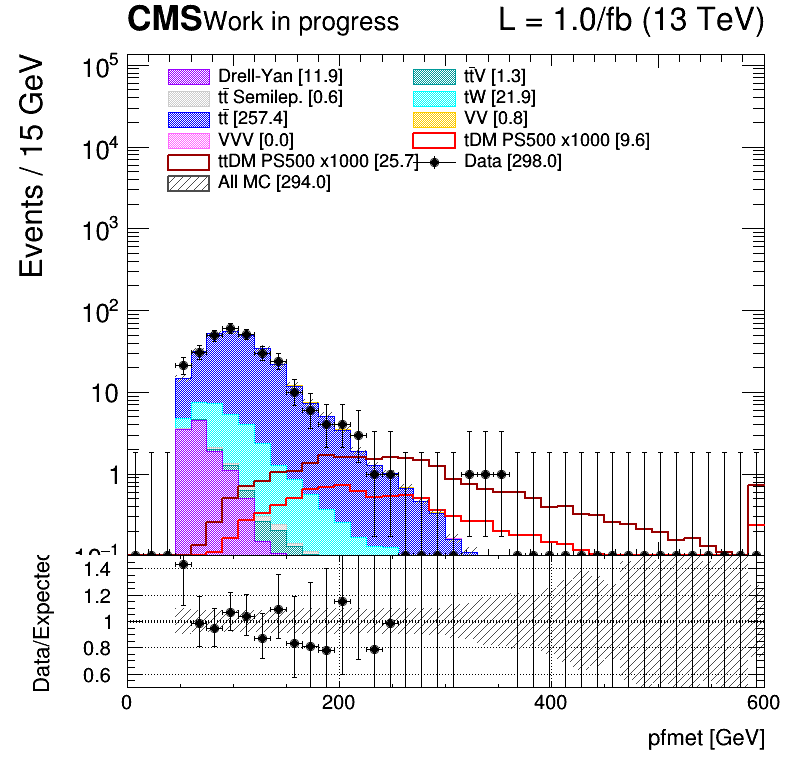 CMS Work in progress L = 1.0/fb (13 TeV)
Events / 15 GeV
10⁵
10⁴
10³
10²
10
1
10⁻¹
Drell-Yan [11.9] tt̄V [1.3]
tt̄ Semilep. [0.6] tW [21.9]
tt̄ [257.4] VV [0.8]
VVV [0.0] tDM PS500 x1000 [9.6]
ttDM PS500 x1000 [25.7] Data [298.0]
All MC [294.0]
Data/Expected
1.4
1.2
1
0.8
0.6
0 200 400 600
pfmet [GeV]